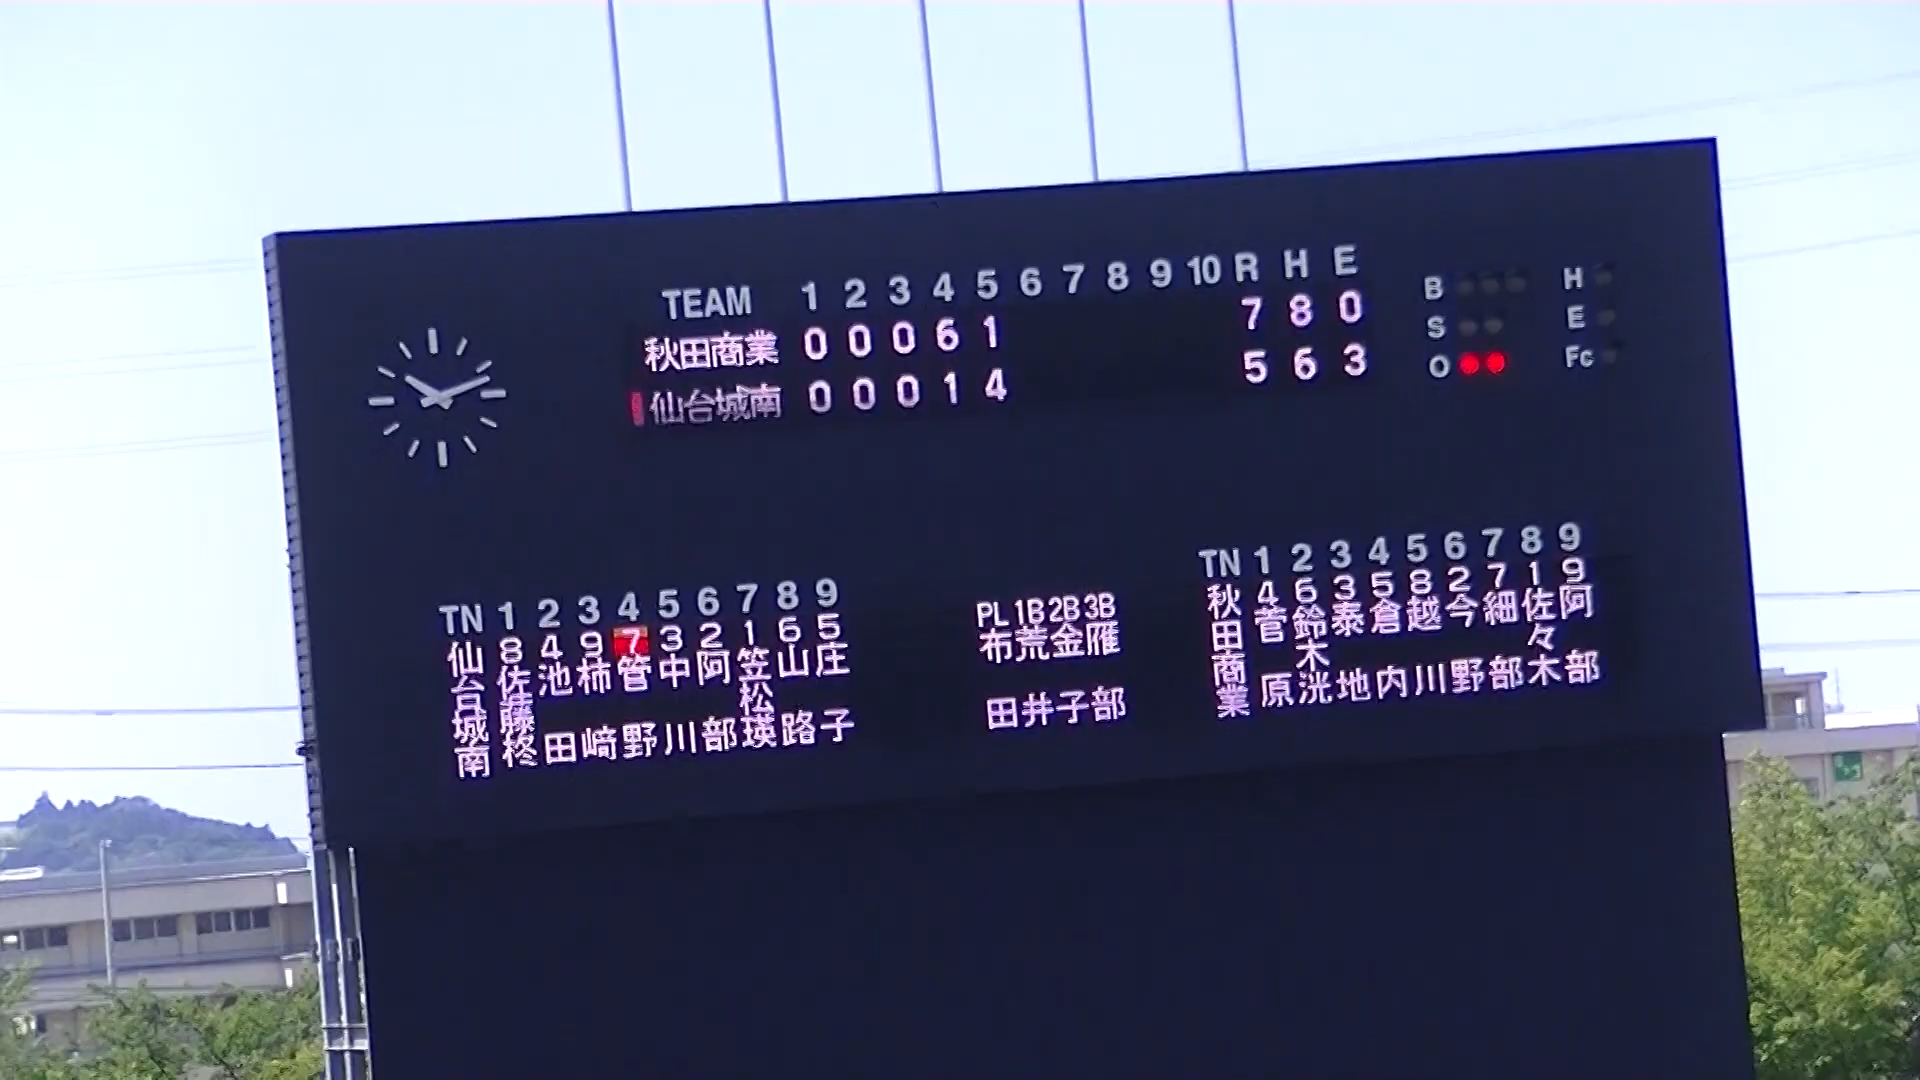 TEAM 1 2 3 4 5 6 7 8 9 10 R H E
秋田商業 0 0 0 6 1 7 8 0
仙台城南 0 0 0 1 4 5 6 3
B H
S E
O Fc
TN 1 2 3 4 5 6 7 8 9
仙台城南
8 佐藤柊
4 池田
9 柿﨑
7 菅野
3 中川
2 阿部
1 笠松瑛
6 山路
5 庄子
PL 1B 2B 3B
布田
荒井
金子
雁部
TN 1 2 3 4 5 6 7 8 9
秋田商業
4 菅原
6 鈴木洸
3 泰地
5 倉内
8 越川
2 今野
7 細部
1 佐々木
9 阿部